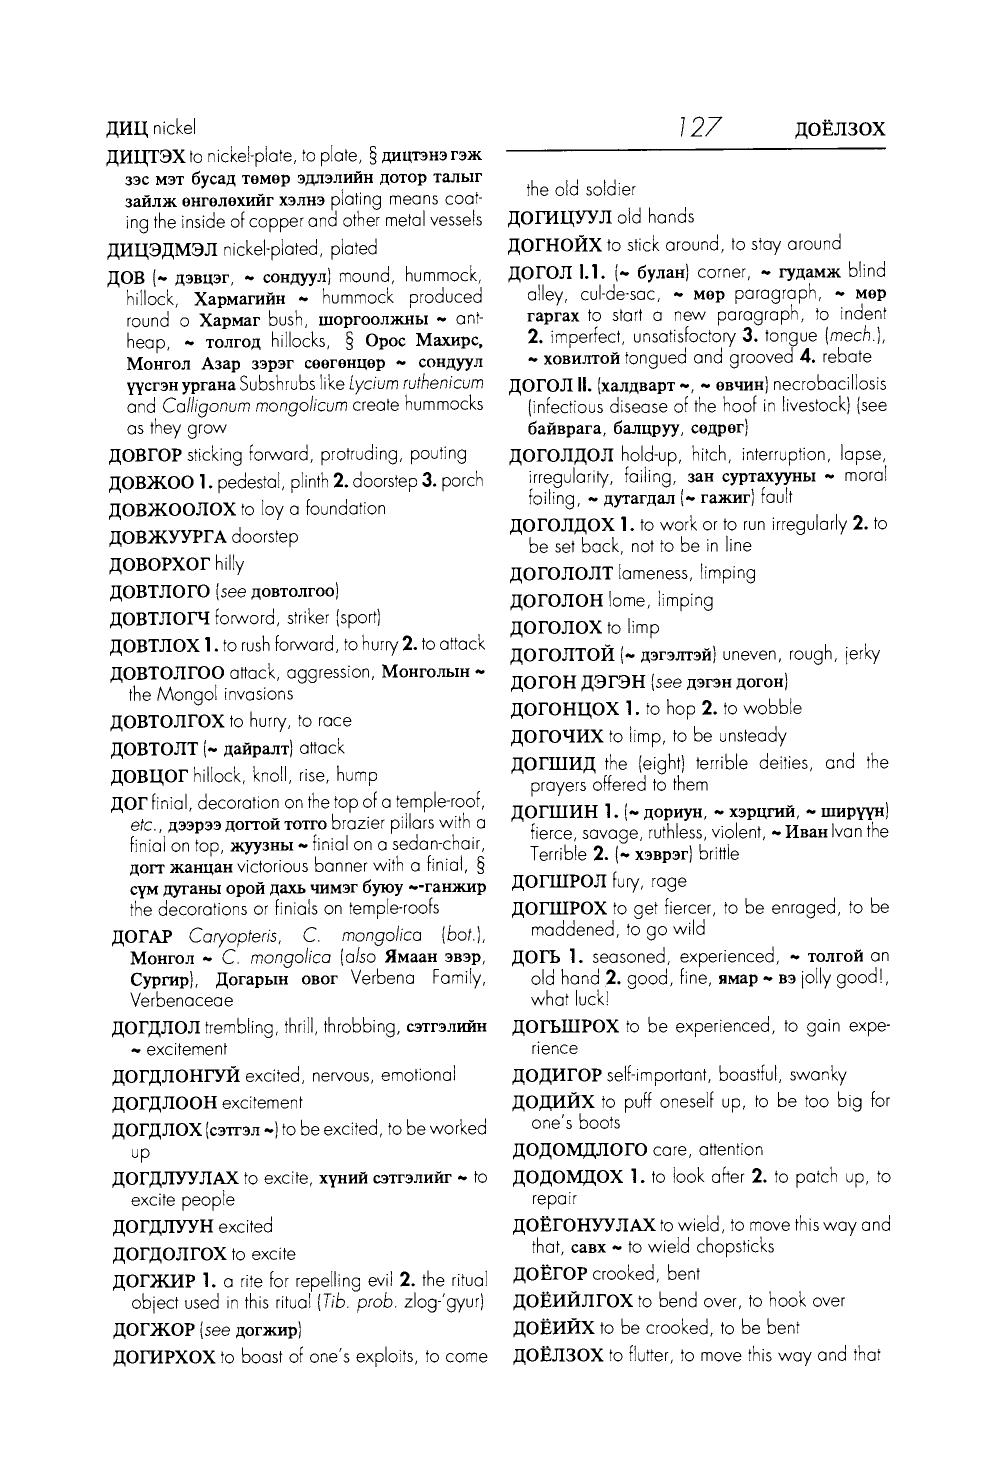 ДИЦ nickel
ДИЦТЭХ to nickel-plate, to plate, § дицтэнэ гэж
зэс мэт бусад төмөр эдлэлийн дотор талыг
зайлж өнгөлөхийг хэлнэ plating means coat-
ing the inside of copper and other metal vessels
ДИЦЭДМЭЛ nickel-plated, plated
ДОВ (~ дэвцэг, ~ сондуул) mound, hummock,
hillock, Хармагийн ~ hummock produced
round a Хармаг bush, шоргоолжны ~ ant-
heap, ~ толгод hillocks, § Орос Махирс,
Монгол Азар зэрэг сөөгөнцөр ~ сондуул
үүсгэн ургана Subshrubs like Lycium ruthenicum
and Calligonum mongolicum create hummocks
as they grow
ДОВГОР sticking forward, protruding, pouting
ДОВЖОО 1. pedestal, plinth 2. doorstep 3. porch
ДОВЖООЛОХ to loy a foundation
ДОВЖУУРГА doorstep
ДОВОРХОГ hilly
ДОВТЛОГО (see довтолгоо)
ДОВТЛОГЧ forword, striker (sport)
ДОВТЛОХ 1. to rush forward, to hurry 2. to attack
ДОВТОЛГОО attack, aggression, Монголын ~
the Mongol invasions
ДОВТОЛГОХ to hurry, to race
ДОВТОЛТ (~ дайралт) attack
ДОВЦОГ hillock, knoll, rise, hump
ДОГ finial, decoration on the top of a temple-roof,
etc., дээрээ догтой тотго brazier pillars with a
finial on top, жуузны ~ finial on a sedan-chair,
догт жанцан victorious banner with a finial, §
сүм дуганы орой дахь чимэг буюу ~-ганжир
the decorations or finials on temple-roofs
ДОГАР Caryopteris, C. mongolica (bot.),
Монгол ~ C. mongolica (also Ямаан эвэр,
Сургир), Догарын овог Verbena Family,
Verbenaceae
ДОГДЛОЛ trembling, thrill, throbbing, сэтгэлийн
~ excitement
ДОГДЛОНГУЙ excited, nervous, emotional
ДОГДЛООН excitement
ДОГДЛОХ (сэтгэл ~) to be excited, to be worked
up
ДОГДЛУУЛАХ to excite, хүний сэтгэлийг ~ to
excite people
ДОГДЛУУН excited
ДОГДОЛГОХ to excite
ДОГЖИР 1. a rite for repelling evil 2. the ritual
object used in this ritual (Tib. prob. zlog-'gyur)
ДОГЖОР (see догжир)
ДОГИРХОХ to boast of one's exploits, to come
127 ДОЁЛЗОХ
the old soldier
ДОГИЦУУЛ old hands
ДОГНОЙХ to stick around, to stay around
ДОГОЛ I.1. (~ булан) corner, ~ гудамж blind
alley, cul-de-sac, ~ мөр paragraph, ~ мөр
гаргах to start a new paragraph, to indent
2. imperfect, unsatisfactory 3. tongue (mech.),
~ ховилтой tongued and grooved 4. rebate
ДОГОЛ II. (халдварт ~, ~ өвчин) necrobacillosis
(infectious disease of the hoof in livestock) (see
байврага, балцруу, сөдрөг)
ДОГОЛДОЛ hold-up, hitch, interruption, lapse,
irregularity, failing, зан суртахууны ~ moral
foiling, ~ дутагдал (~ гажиг) fault
ДОГОЛДОХ 1. to work or to run irregularly 2. to
be set back, not to be in line
ДОГОЛОЛТ lameness, limping
ДОГОЛОН lome, limping
ДОГОЛОХ to limp
ДОГОЛТОЙ (~ дэгэлтэй) uneven, rough, jerky
ДОГОН ДЭГЭН (see дэгэн догон)
ДОГОНЦОХ 1. to hop 2. to wobble
ДОГОЧИХ to limp, to be unsteady
ДОГШИД the (eight) terrible deities, and the
prayers offered to them
ДОГШИН 1. (~ дориун, ~ хэрцгий, ~ ширүүн)
fierce, savage, ruthless, violent, ~ Иван Ivan the
Terrible 2. (~ хэврэг) brittle
ДОГШРОЛ fury, rage
ДОГШРОХ to get fiercer, to be enraged, to be
maddened, to go wild
ДОГЬ 1. seasoned, experienced, ~ толгой an
old hand 2. good, fine, ямар ~ вэ jolly good!,
what luck!
ДОГЬШРОХ to be experienced, to gain expe-
rience
ДОДИГОР self-important, boastful, swanky
ДОДИЙХ to puff oneself up, to be too big for
one's boots
ДОДОМДЛОГО care, attention
ДОДОМДОХ 1. to look after 2. to patch up, to
repair
ДОЁГОНУУЛАХ to wield, to move this way and
that, савх ~ to wield chopsticks
ДОЁГОР crooked, bent
ДОЁИЙЛГОХ to bend over, to hook over
ДОЁИЙХ to be crooked, to be bent
ДОЁЛЗОХ to flutter, to move this way and that